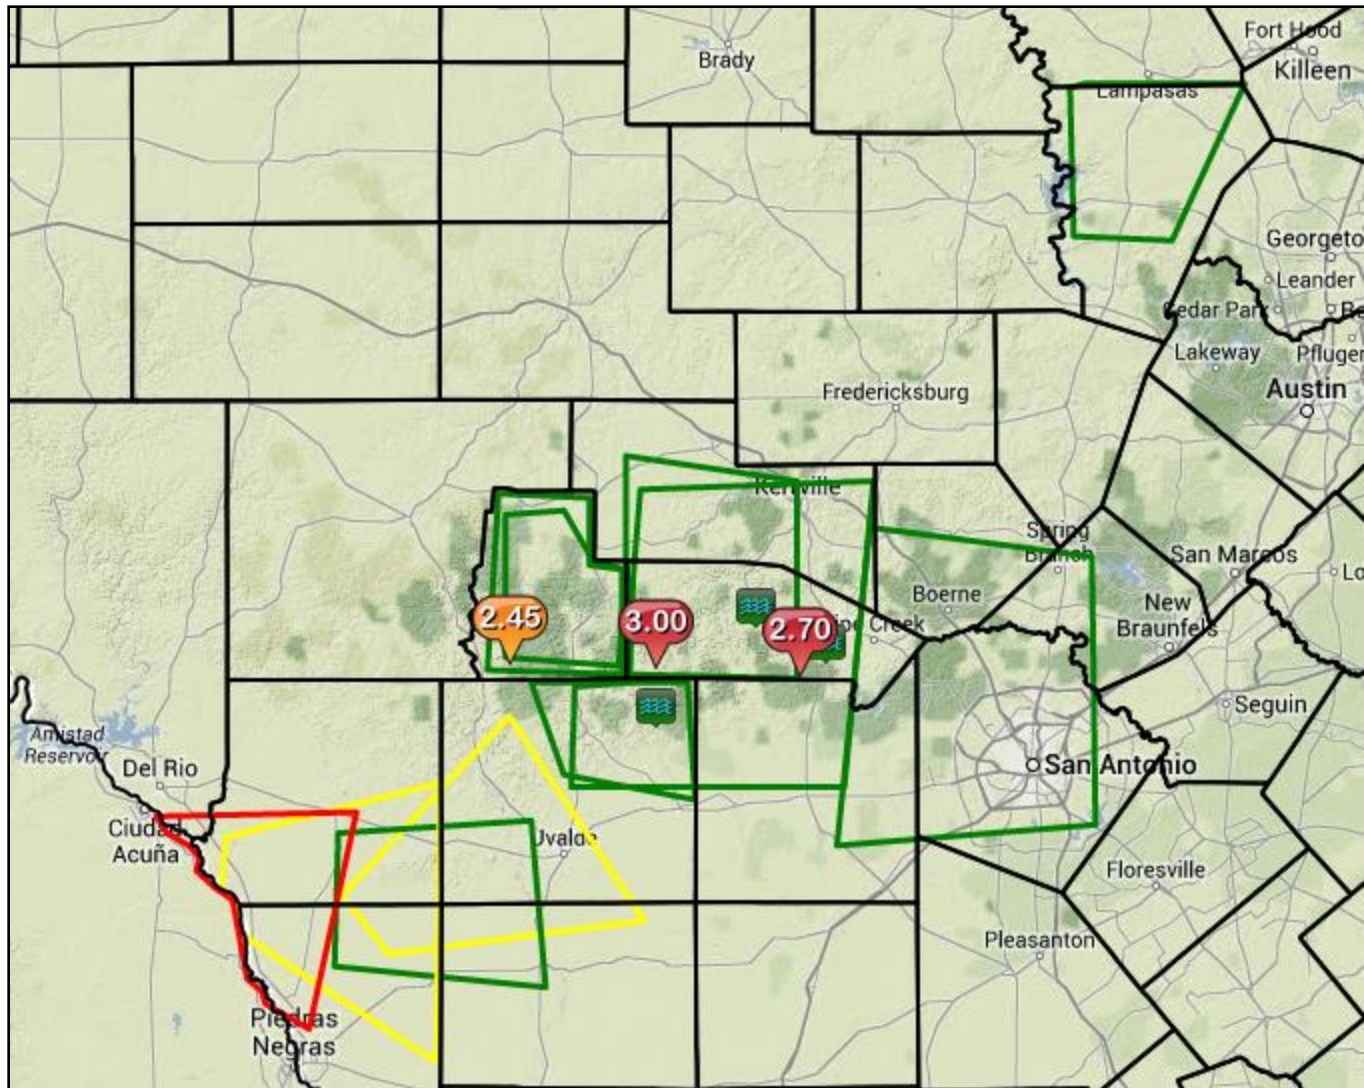 Fort Hood
Killeen
Brady
Lampasas
Georgeto
Leander
Cedar Park
Lakeway
Pfluger
Austin
Fredericksburg
Kerrville
Spring
Branch
San Marcos
Lo
Boerne
New
Braunfels
2.45
3.00
2.70
Creek
Seguin
Amistad
Reservoir
Del Rio
San Antonio
Ciudad
Acuña
Uvalde
Floresville
Pleasanton
Piedras
Negras